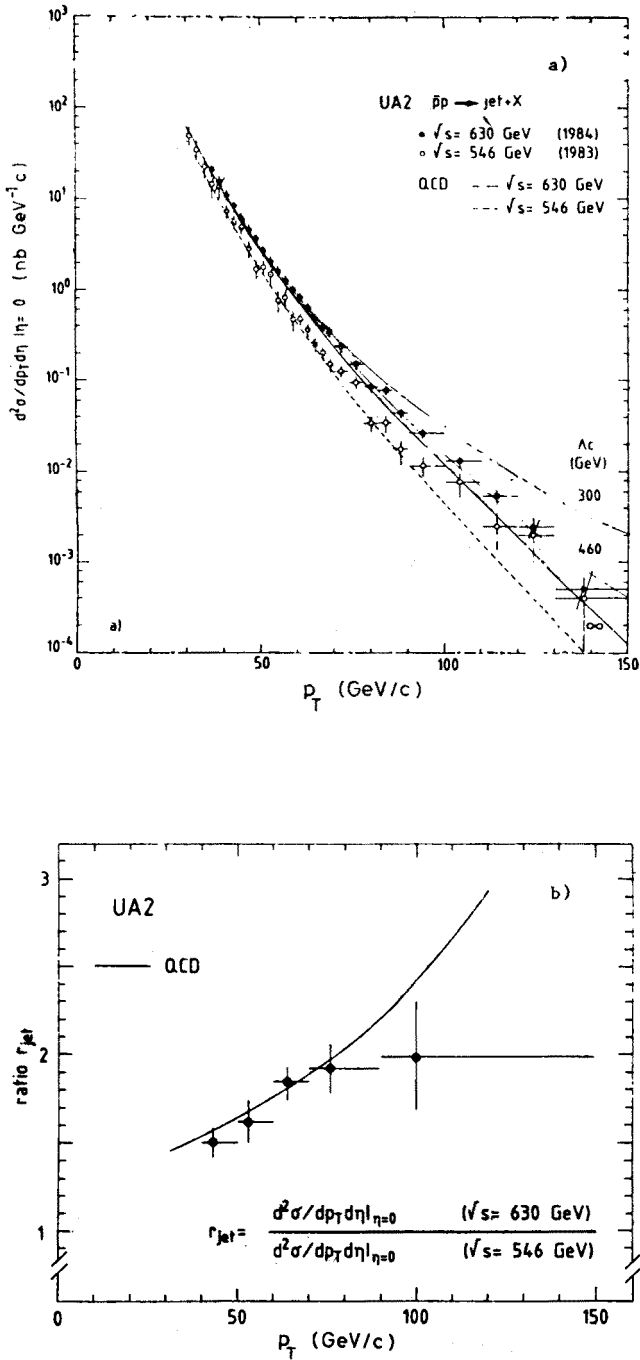 10³
a)
UA2 p̄p → jet+X
10²
• √s= 630 GeV (1984)
○ √s= 546 GeV (1983)
QCD — – √s= 630 GeV
---- √s= 546 GeV
10¹
10⁰
10⁻¹
10⁻²
10⁻³
10⁻⁴
d²σ/dp_T dη |η= 0 (nb GeV⁻¹ c)
Λc
(GeV)
300
460
∞
a)
0 50 100 150
p_T (GeV/c)
3
UA2
b)
— QCD
2
ratio r_jet
1
r_jet= d²σ/dp_T dη|η=0 (√s= 630 GeV)
d²σ/dp_T dη|η=0 (√s= 546 GeV)
0 50 100 150
p_T (GeV/c)